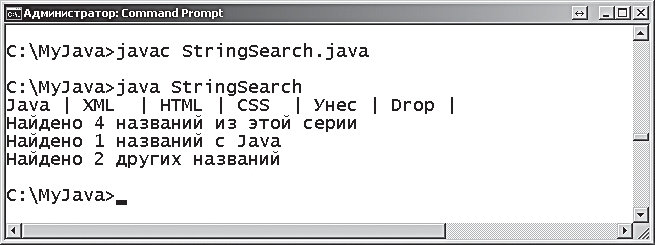 Администратор: Command Prompt
C:\MyJava>javac StringSearch.java
C:\MyJava>java StringSearch
Java | XML  | HTML | CSS  | Унес | Drop |
Найдено 4 названий из этой серии
Найдено 1 названий с Java
Найдено 2 других названий
C:\MyJava>_